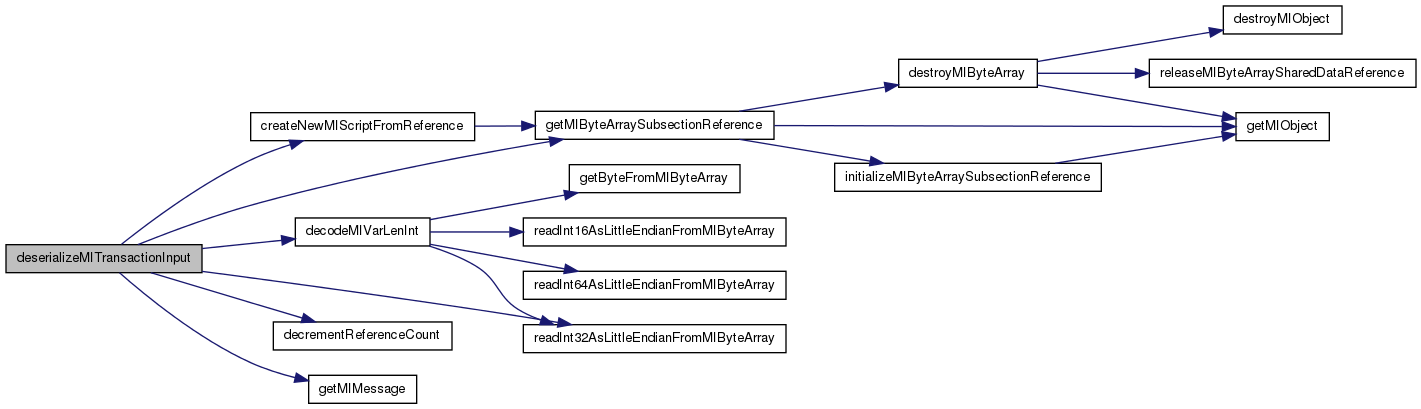 destroyMIObject
destroyMIByteArray
releaseMIByteArraySharedDataReference
createNewMIScriptFromReference
getMIByteArraySubsectionReference
getMIObject
getByteFromMIByteArray
initializeMIByteArraySubsectionReference
decodeMIVarLenInt
readInt16AsLittleEndianFromMIByteArray
deserializeMITransactionInput
readInt64AsLittleEndianFromMIByteArray
decrementReferenceCount
readInt32AsLittleEndianFromMIByteArray
getMIMessage